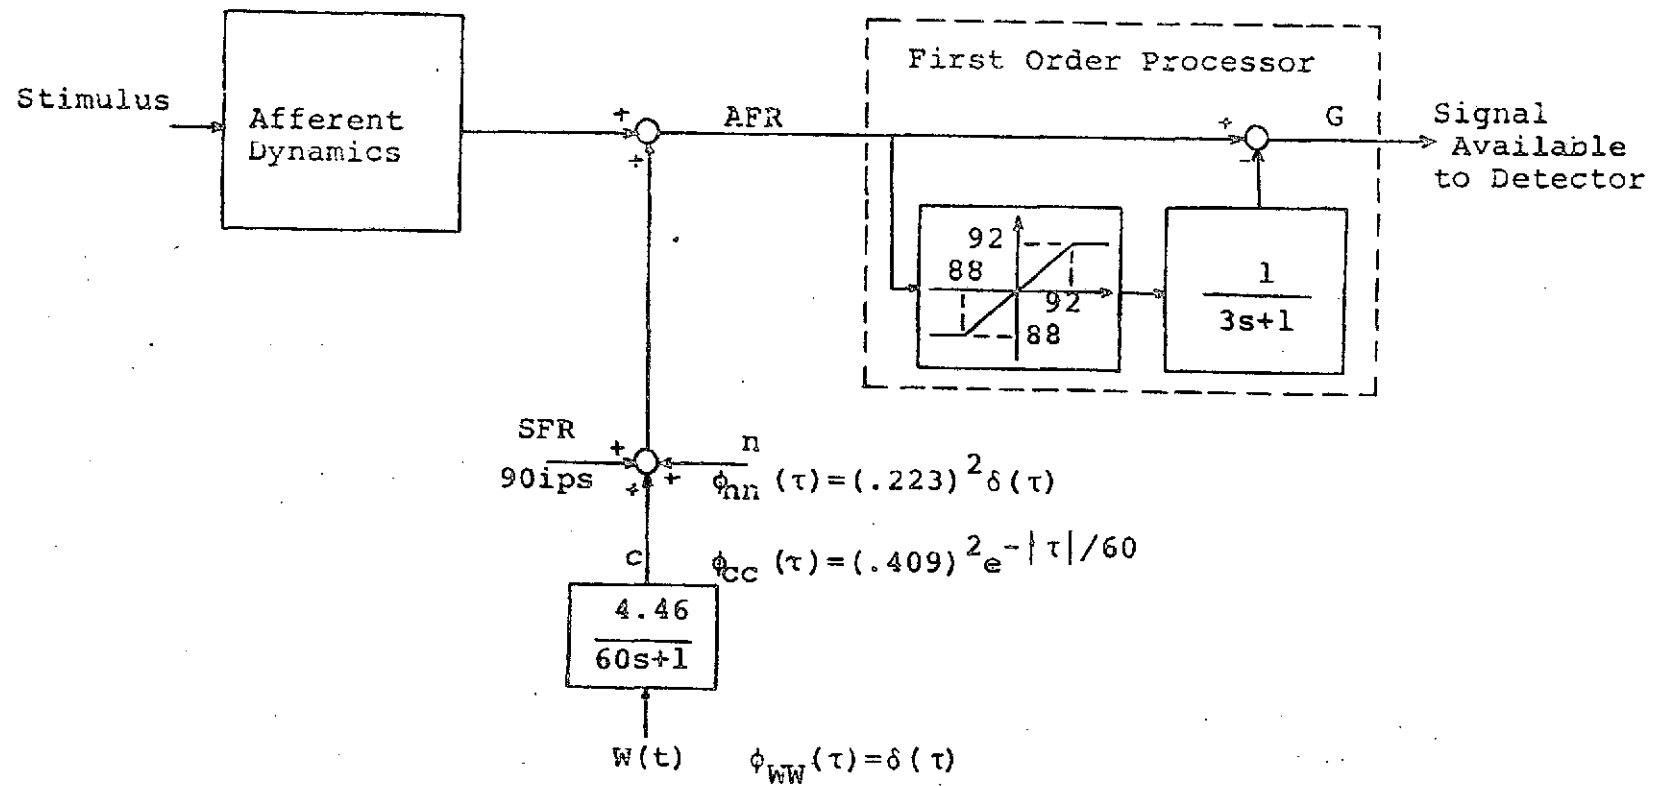 First Order Processor
Stimulus
Afferent
Dynamics
+
+
AFR
+
-
G
Signal
Available
to Detector
92
88
92
88
1
3s+1
SFR
90ips
+
+
+
n
ϕnn(τ)=(.223)²δ(τ)
c
ϕcc(τ)=(.409)²e^-|τ|/60
4.46
60s+1
W(t)
ϕWW(τ)=δ(τ)